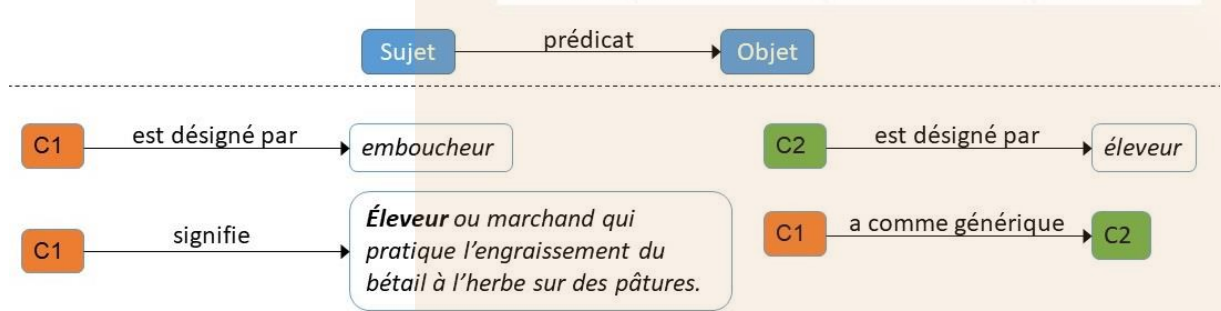 Sujet prédicat Objet
C1 est désigné par emboucheur
C2 est désigné par éleveur
C1 signifie Éleveur ou marchand qui
pratique l’engraissement du
bétail à l’herbe sur des pâtures.
C1 a comme générique C2